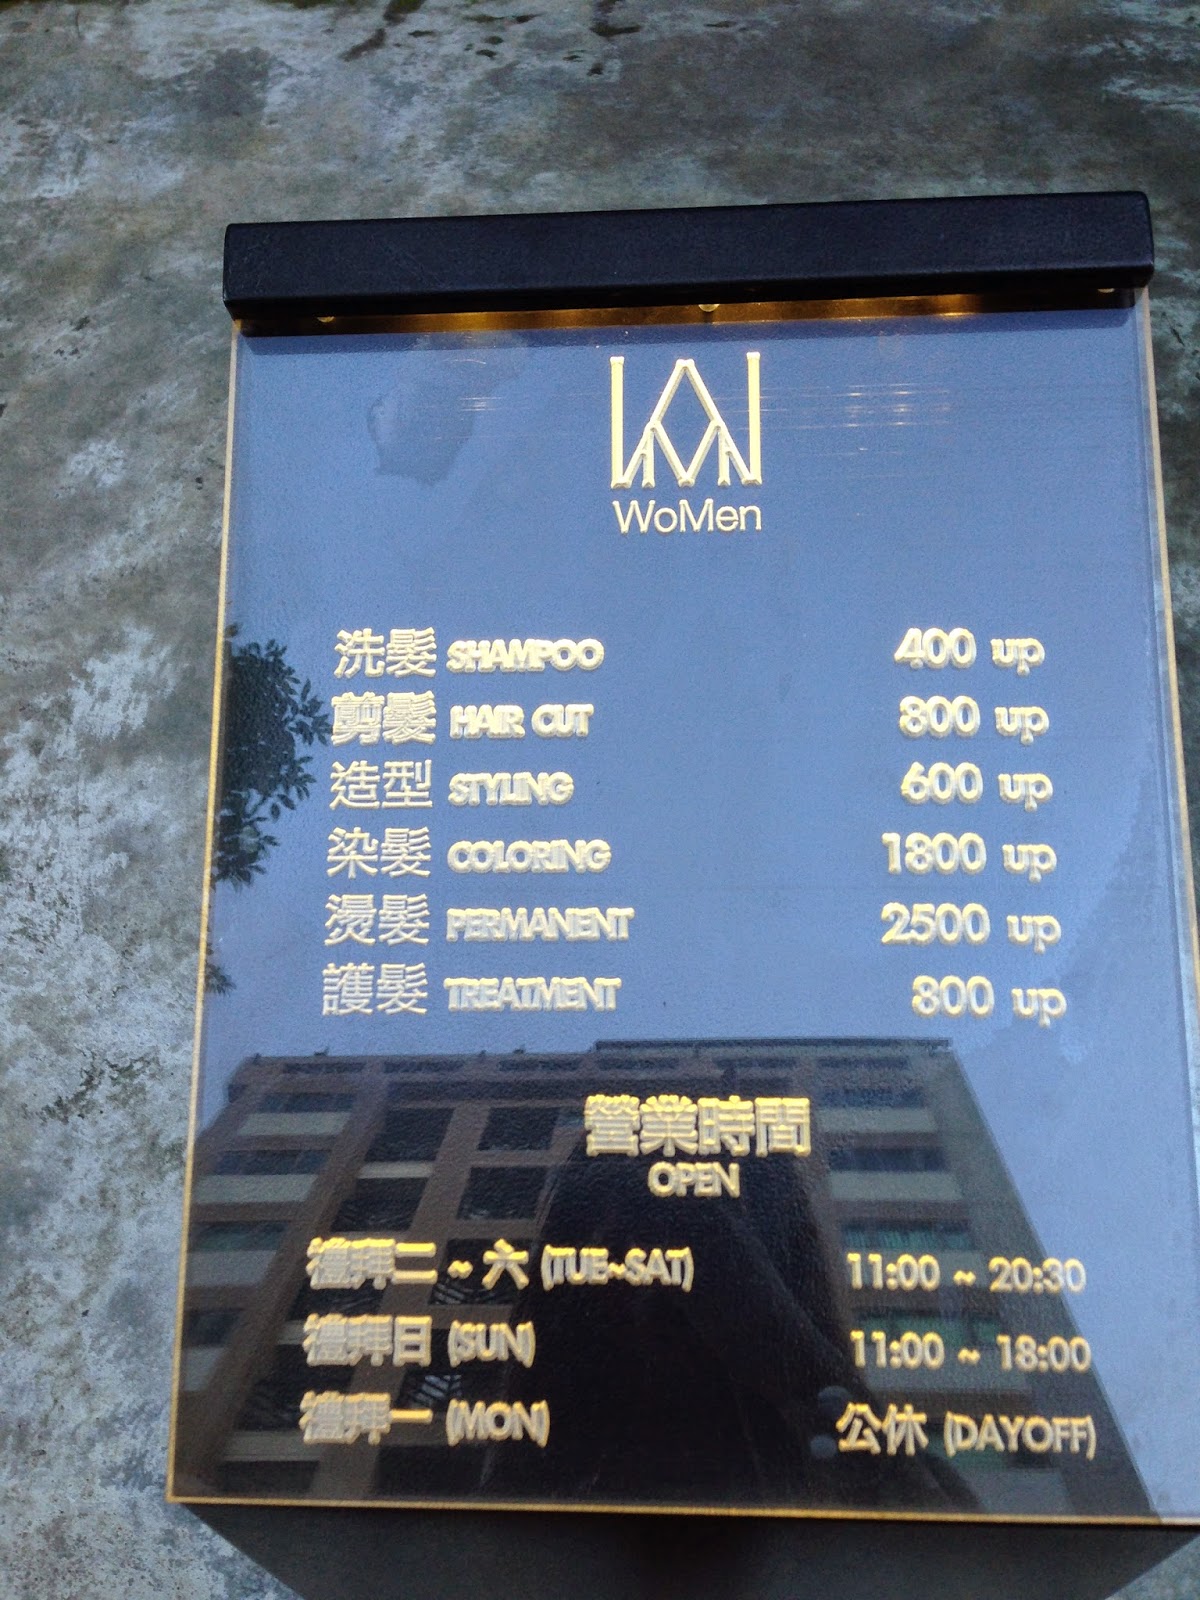 WoMen
洗髮 SHAMPOO 400 up
剪髮 HAIR CUT 800 up
造型 STYLING 600 up
染髮 COLORING 1800 up
燙髮 PERMANENT 2500 up
護髮 TREATMENT 800 up
營業時間
OPEN
禮拜二 ~ 六 (TUE~SAT) 11:00 ~ 20:30
禮拜日 (SUN) 11:00 ~ 18:00
禮拜一 (MON) 公休 (DAYOFF)